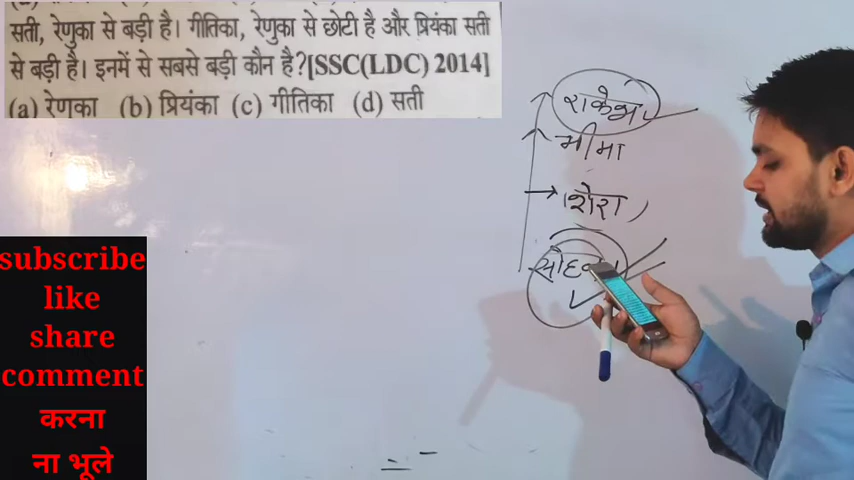 सती, रेणुका से बड़ी है। गीतिका, रेणुका से छोटी है और प्रियंका सती
से बड़ी है। इनमें से सबसे बड़ी कौन है?[SSC(LDC) 2014]
(a) रेणुका (b) प्रियंका (c) गीतिका (d) सती
राकेश
सीमा
subscribe
like
share
comment
करना
ना भूले